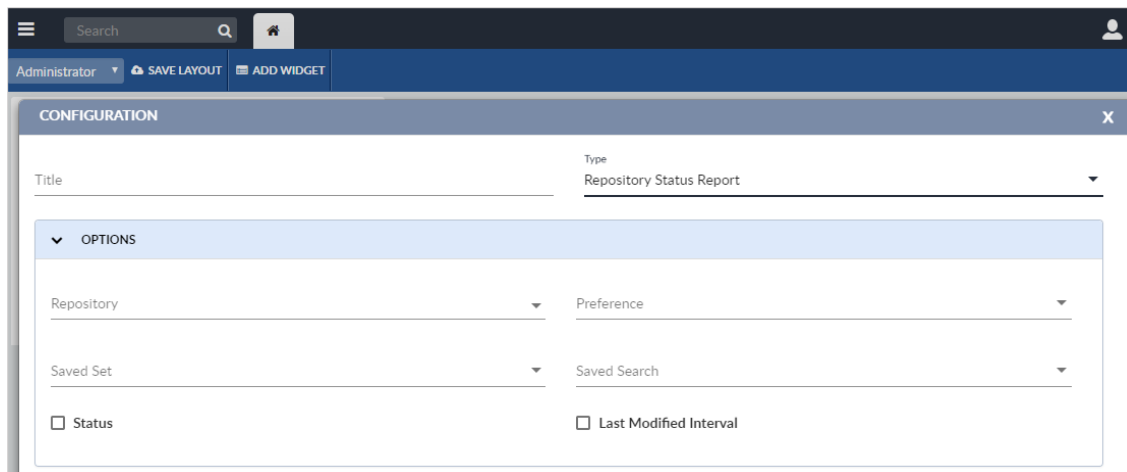 Search
Administrator SAVE LAYOUT ADD WIDGET
CONFIGURATION X
Type
Title Repository Status Report
OPTIONS
Repository Preference
Saved Set Saved Search
Status Last Modified Interval